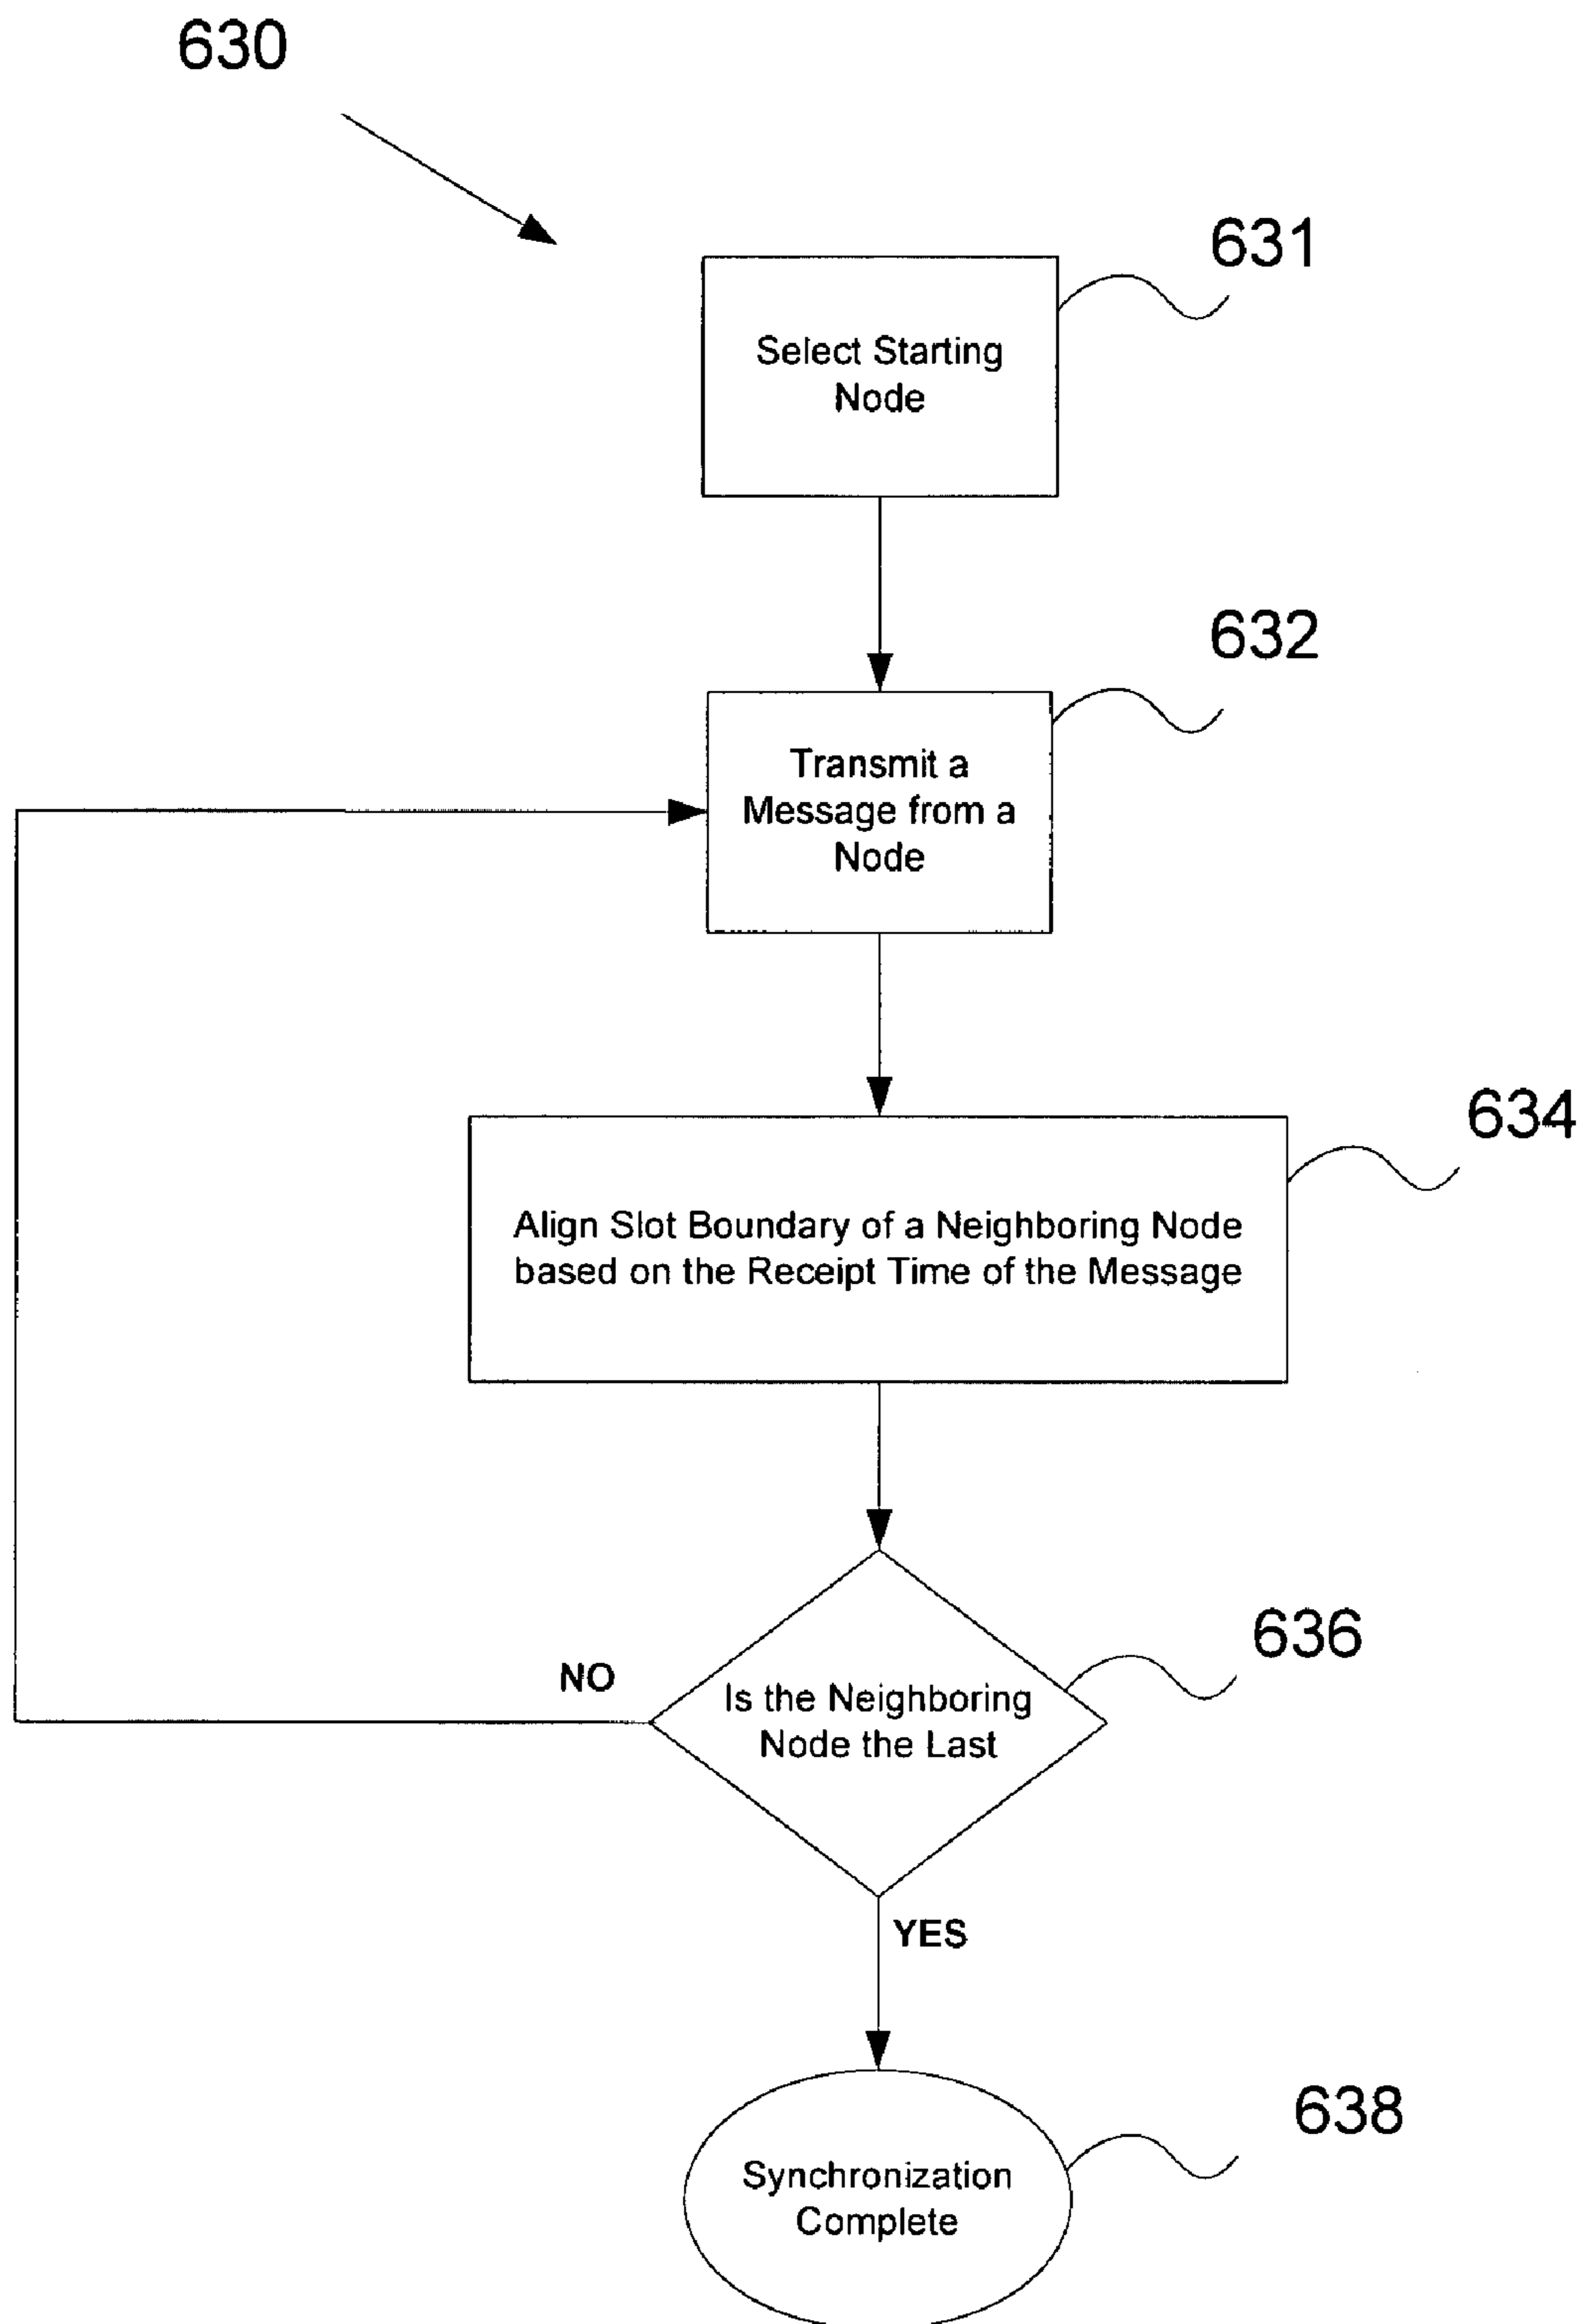 630
631
Select Starting
Node
632
Transmit a
Message from a
Node
634
Align Slot Boundary of a Neighboring Node
based on the Receipt Time of the Message
636
NO
Is the Neighboring
Node the Last
YES
638
Synchronization
Complete